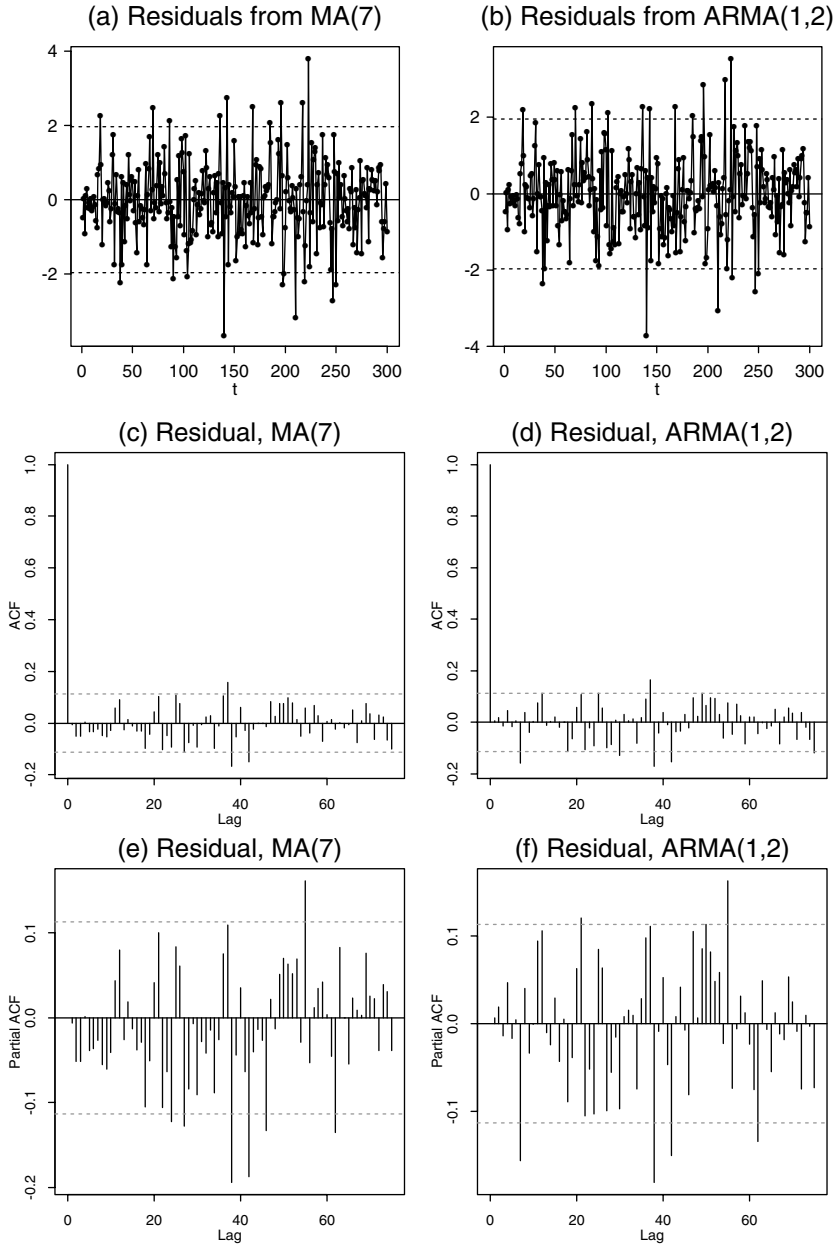 (a) Residuals from MA(7)
4
2
0
-2
0 50 100 150 200 250 300
t
(b) Residuals from ARMA(1,2)
2
0
-2
-4
0 50 100 150 200 250 300
t
(c) Residual, MA(7)
ACF
1.0
0.8
0.6
0.4
0.2
0.0
-0.2
0 20 40 60
Lag
(d) Residual, ARMA(1,2)
ACF
1.0
0.8
0.6
0.4
0.2
0.0
-0.2
0 20 40 60
Lag
(e) Residual, MA(7)
Partial ACF
0.1
0.0
-0.1
-0.2
0 20 40 60
Lag
(f) Residual, ARMA(1,2)
Partial ACF
0.1
0.0
-0.1
0 20 40 60
Lag